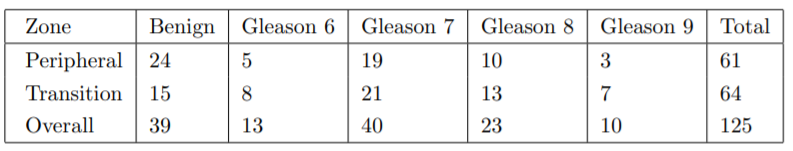 Zone Benign Gleason 6 Gleason 7 Gleason 8 Gleason 9 Total
Peripheral 24 5 19 10 3 61
Transition 15 8 21 13 7 64
Overall 39 13 40 23 10 125